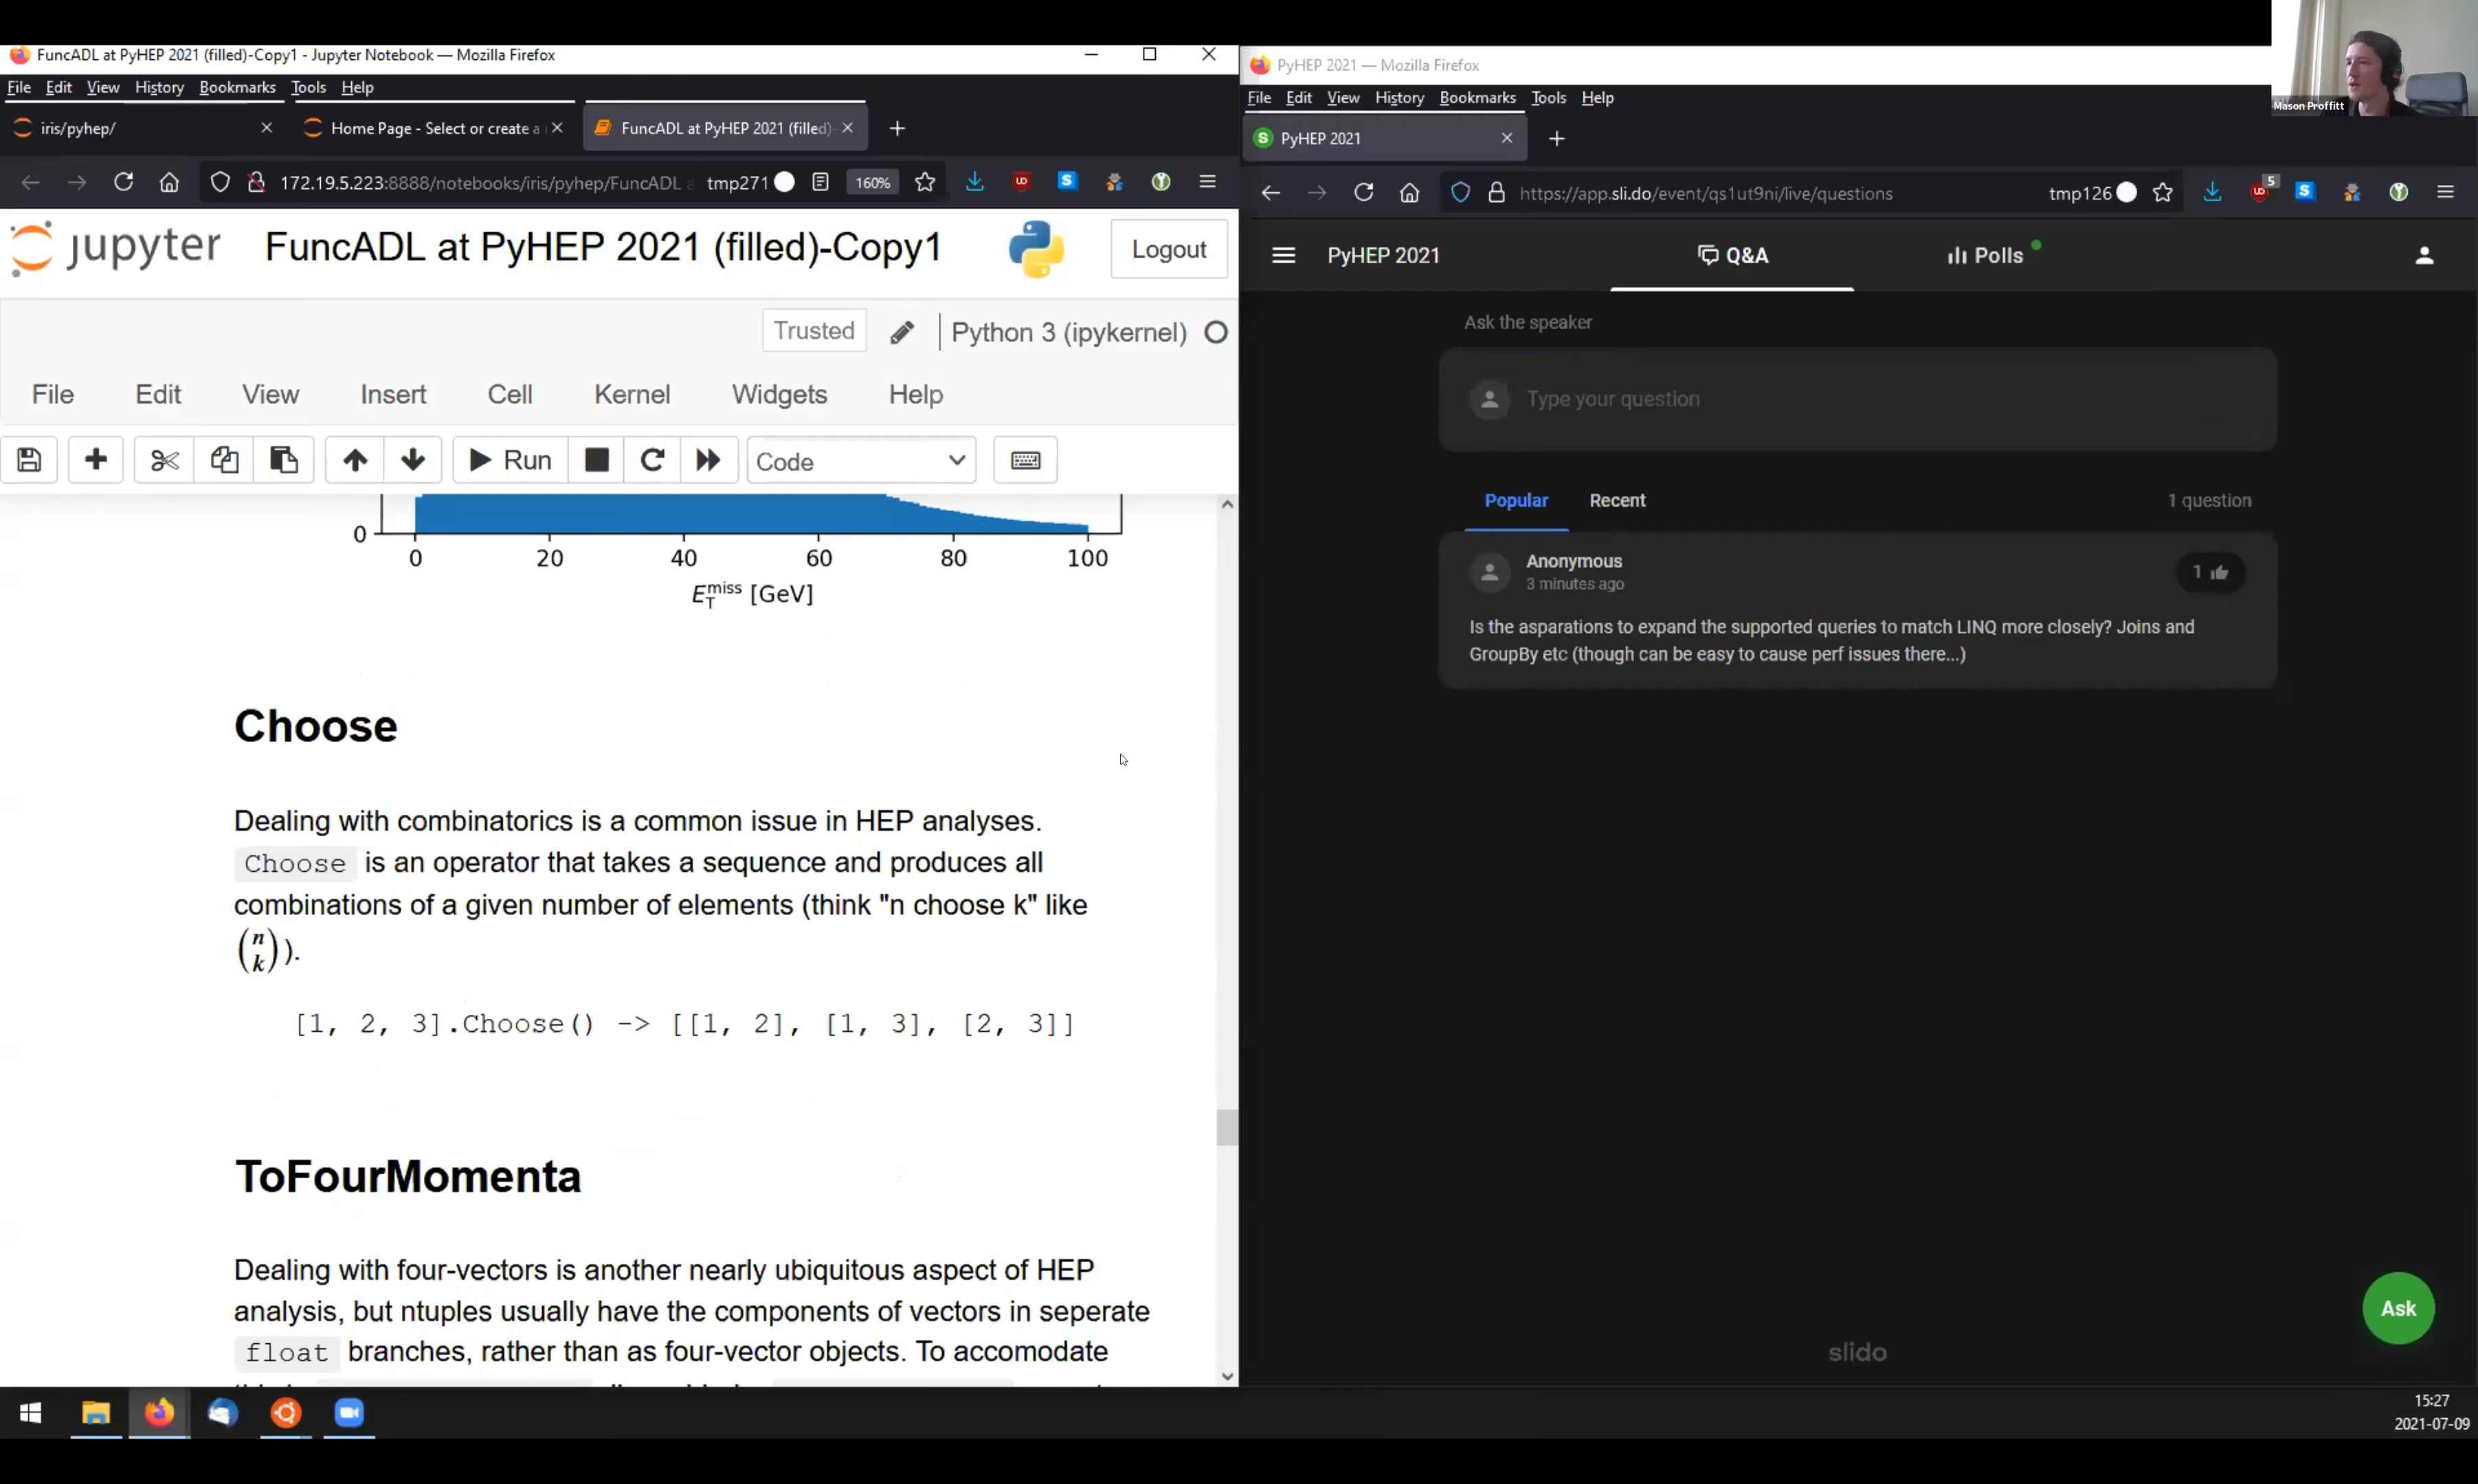 FuncADL at PyHEP 2021 (filled)-Copy1 - Jupyter Notebook — Mozilla Firefox
File Edit View History Bookmarks Tools Help
iris/pyhep/
Home Page - Select or create a
FuncADL at PyHEP 2021 (filled)-
172.19.5.223:8888/notebooks/iris/pyhep/FuncADL
tmp271
160%
jupyter
FuncADL at PyHEP 2021 (filled)-Copy1
Logout
Trusted
Python 3 (ipykernel)
File Edit View Insert Cell Kernel Widgets Help
Run
Code
0
0 20 40 60 80 100
E_T^miss [GeV]
Choose
Dealing with combinatorics is a common issue in HEP analyses.
Choose is an operator that takes a sequence and produces all
combinations of a given number of elements (think "n choose k" like
(n k)).
[1, 2, 3].Choose() -> [[1, 2], [1, 3], [2, 3]]
ToFourMomenta
Dealing with four-vectors is another nearly ubiquitous aspect of HEP
analysis, but ntuples usually have the components of vectors in seperate
float branches, rather than as four-vector objects. To accomodate
PyHEP 2021 — Mozilla Firefox
File Edit View History Bookmarks Tools Help
PyHEP 2021
https://app.sli.do/event/qs1ut9ni/live/questions
tmp126
5
PyHEP 2021
Q&A
Polls
Ask the speaker
Type your question
Popular Recent
1 question
Anonymous
3 minutes ago
1
Is the asparations to expand the supported queries to match LINQ more closely? Joins and
GroupBy etc (though can be easy to cause perf issues there...)
Ask
slido
Mason Proffitt
15:27
2021-07-09